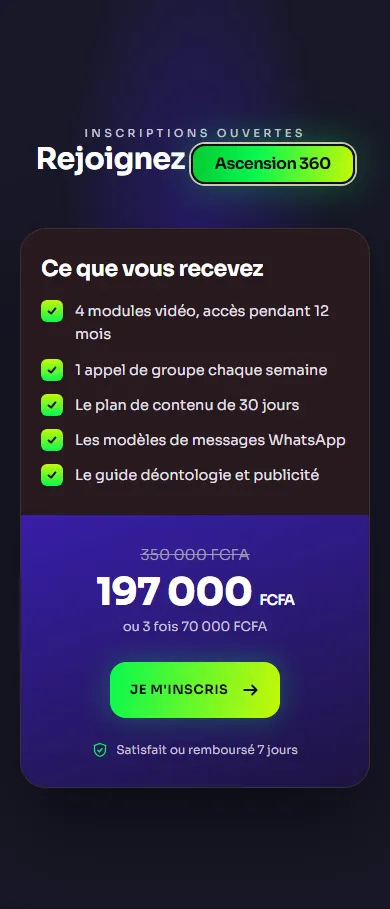 INSCRIPTIONS OUVERTES
Rejoignez Ascension 360
Ce que vous recevez
4 modules vidéo, accès pendant 12
mois
1 appel de groupe chaque semaine
Le plan de contenu de 30 jours
Les modèles de messages WhatsApp
Le guide déontologie et publicité
350 000 FCFA
197 000 FCFA
ou 3 fois 70 000 FCFA
JE M'INSCRIS
Satisfait ou remboursé 7 jours